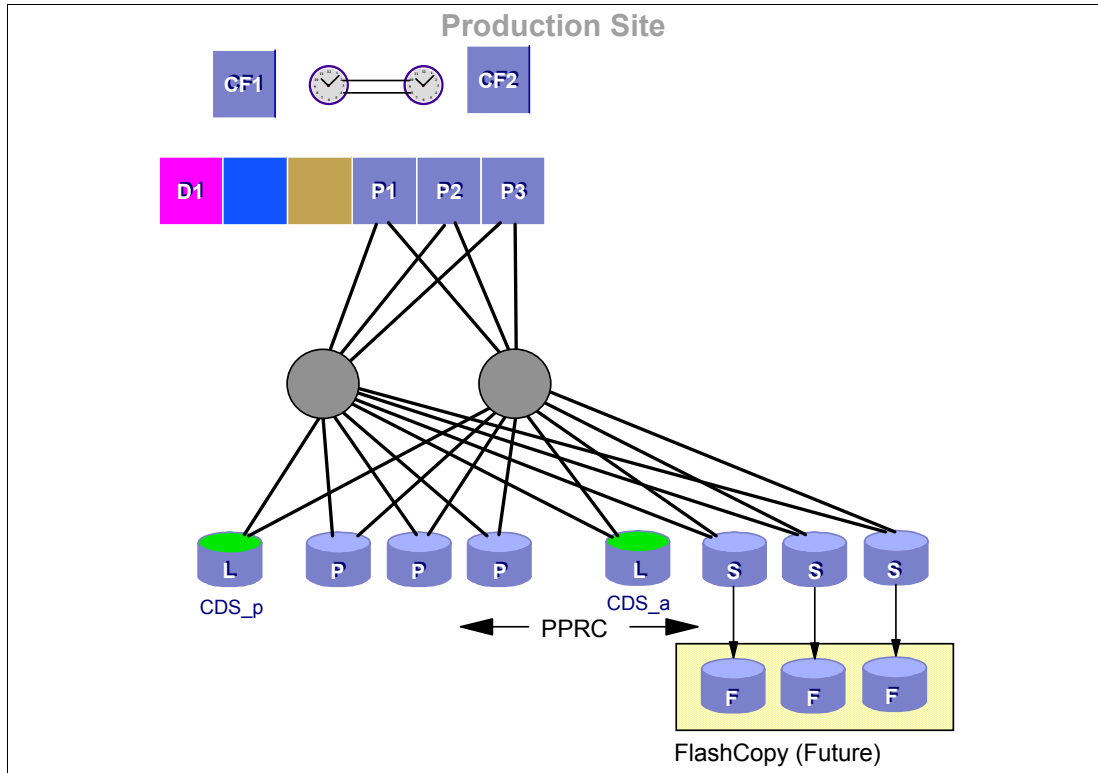 Production Site
CF1
CF2
D1
P1
P2
P3
L
P
P
P
L
S
S
S
CDS_p
CDS_a
PPRC
F
F
F
FlashCopy (Future)